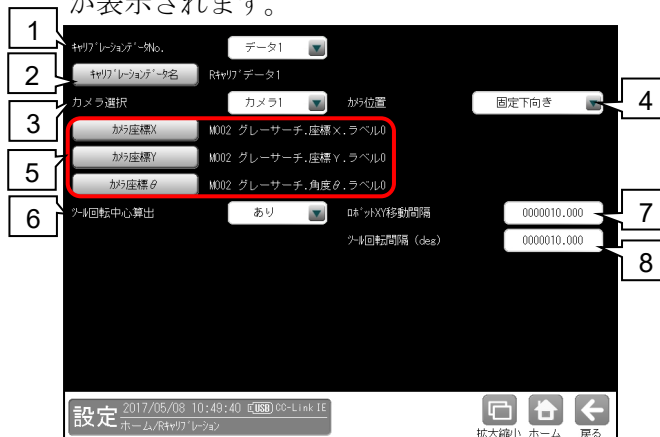 が表示されます。
1
ｷｬﾘﾌﾞﾚｰｼｮﾝﾃﾞｰﾀNo.
データ1
2
ｷｬﾘﾌﾞﾚｰｼｮﾝﾃﾞｰﾀ名
Rｷｬﾘﾌﾞデータ1
3
カメラ選択
カメラ1
ｶﾒﾗ位置
固定下向き
4
5
ｶﾒﾗ座標X
M002 グレーサーチ.座標X.ラベル0
ｶﾒﾗ座標Y
M002 グレーサーチ.座標Y.ラベル0
ｶﾒﾗ座標θ
M002 グレーサーチ.角度θ.ラベル0
6
ﾂｰﾙ回転中心算出
あり
ﾛﾎﾞｯﾄXY移動間隔
0000010.000
7
ﾂｰﾙ回転間隔 (deg)
0000010.000
8
設定
2017/05/08 10:49:40 USB CC-Link IE
ホーム/Rｷｬﾘﾌﾞﾚｰｼｮﾝ
拡大縮小
ホーム
戻る